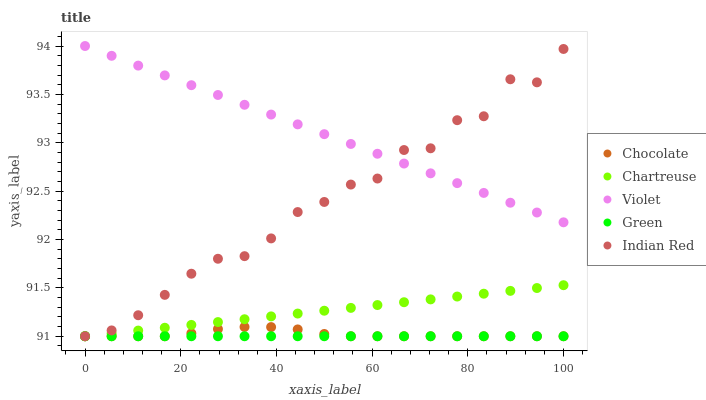 title
yaxis_label
94
93.5
93
92.5
92
91.5
91
0
20
40
60
80
100
xaxis_label
Chocolate
Chartreuse
Violet
Green
Indian Red